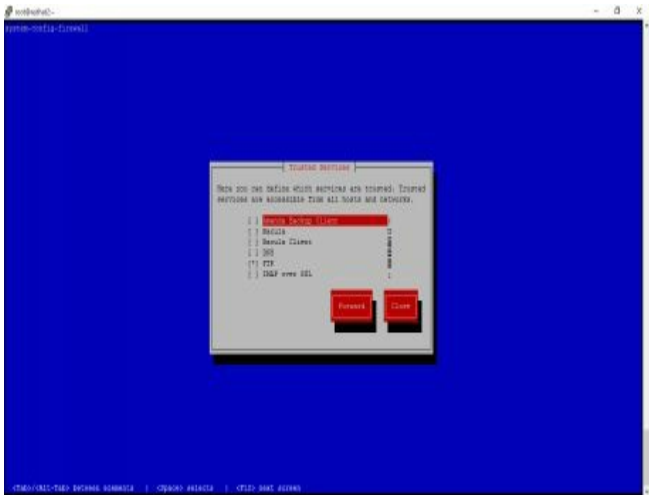 system-config-firewall
Trusted Services
Here you can define which services are trusted. Trusted
services are accessible from all hosts and networks.
[ ] Amanda Backup Client
[ ] Bacula
[ ] Bacula Client
[ ] DNS
[*] FTP
[ ] IMAP over SSL
Forward Close
<Tab>/<Alt-Tab> between elements | <Space> selects | <F12> next screen